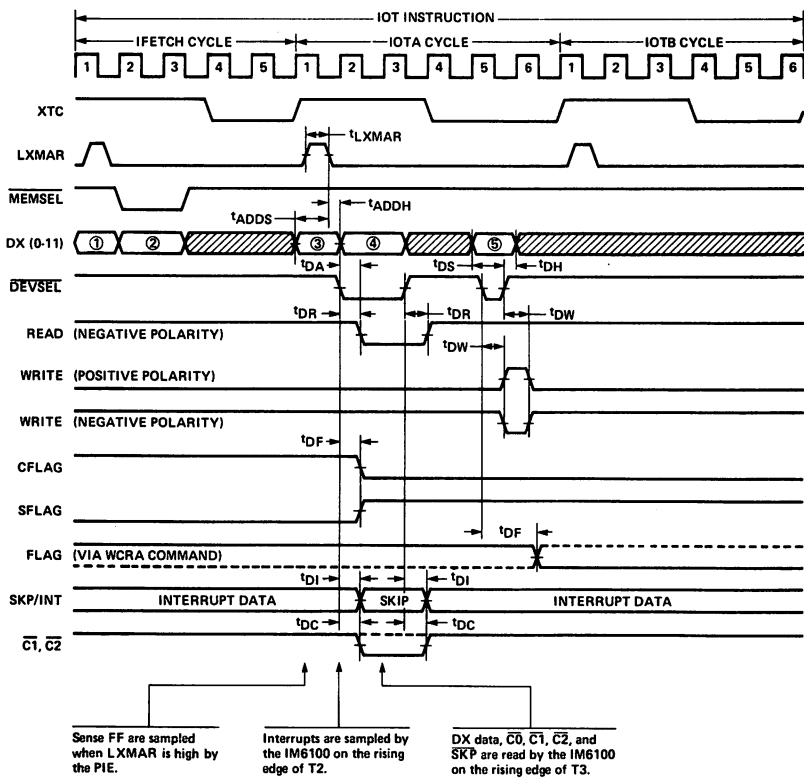 IOT INSTRUCTION
IFETCH CYCLE IOTA CYCLE IOTB CYCLE
1 2 3 4 5 1 2 3 4 5 6 1 2 3 4 5 6
XTC
tLXMAR
LXMAR
MEMSEL
tADDS tADDH
DX (0-11) ① ② ③ ④ ⑤
tDA tDS tDH
DEVSEL
tDR tDR tDW
READ (NEGATIVE POLARITY)
tDW
WRITE (POSITIVE POLARITY)
WRITE (NEGATIVE POLARITY)
tDF
CFLAG
SFLAG
tDF
FLAG (VIA WCRA COMMAND)
tDI tDI
SKP/INT INTERRUPT DATA SKIP INTERRUPT DATA
tDC tDC
C1, C2
Sense FF are sampled
when LXMAR is high by
the PIE.
Interrupts are sampled by
the IM6100 on the rising
edge of T2.
DX data, C0, C1, C2, and
SKP are read by the IM6100
on the rising edge of T3.